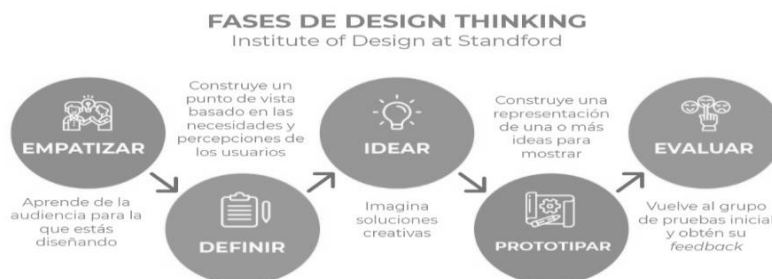 FASES DE DESIGN THINKING
Institute of Design at Standford
EMPATIZAR
Aprende de la
audiencia para la
que estás
diseñando
Construye un
punto de vista
basado en las
necesidades y
percepciones de
los usuarios
DEFINIR
IDEAR
Imagina
soluciones
creativas
Construye una
representación
de una o más
ideas para
mostrar
PROTOTIPAR
EVALUAR
Vuelve al grupo
de pruebas inicial
y obtén su
feedback